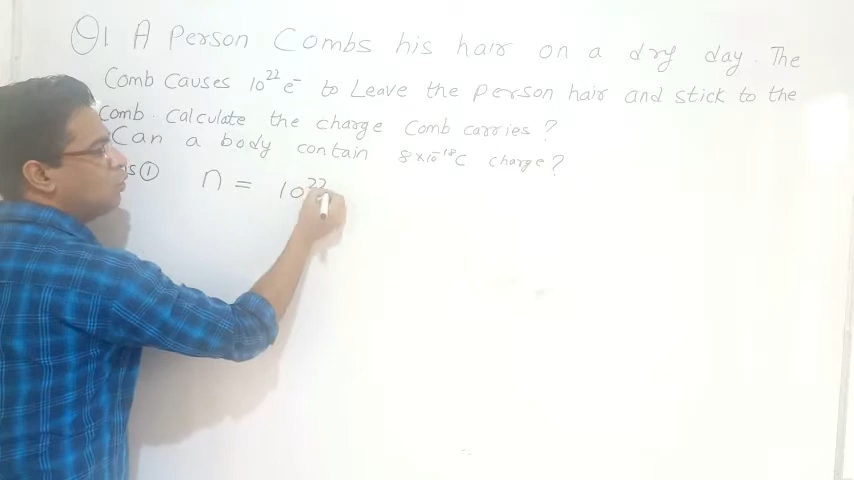 Q1 A Person Combs his hair on a dry day. The
Comb Causes 10²² e⁻ to Leave the person hair and stick to the
Comb. Calculate the charge Comb carries?
Can a body contain 8×10⁻¹⁸C charge?
s ① n = 10²²